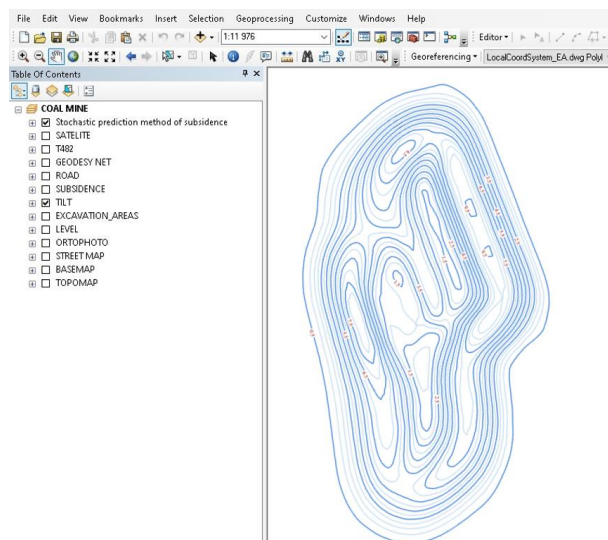 File Edit View Bookmarks Insert Selection Geoprocessing Customize Windows Help
1:11 976 Editor
Georeferencing LocalCoordSystem_EA.dwg Polyl
Table Of Contents
COAL MINE
Stochastic prediction method of subsidence
SATELITE
T482
GEODESY NET
ROAD
SUBSIDENCE
TILT
EXCAVATION_AREAS
LEVEL
ORTOPHOTO
STREET MAP
BASEMAP
TOPOMAP